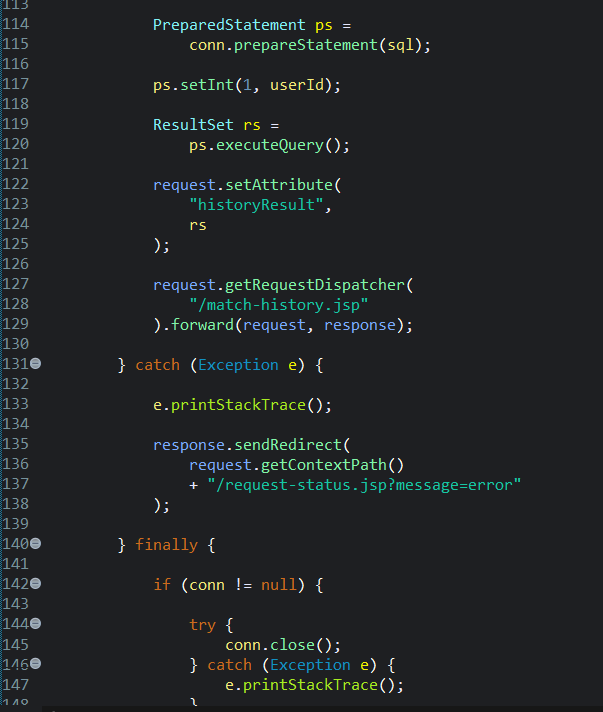 113
114 PreparedStatement ps =
115 conn.prepareStatement(sql);
116
117 ps.setInt(1, userId);
118
119 ResultSet rs =
120 ps.executeQuery();
121
122 request.setAttribute(
123 "historyResult",
124 rs
125 );
126
127 request.getRequestDispatcher(
128 "/match-history.jsp"
129 ).forward(request, response);
130
131 } catch (Exception e) {
132
133 e.printStackTrace();
134
135 response.sendRedirect(
136 request.getContextPath()
137 + "/request-status.jsp?message=error"
138 );
139
140 } finally {
141
142 if (conn != null) {
143
144 try {
145 conn.close();
146 } catch (Exception e) {
147 e.printStackTrace();
148 }